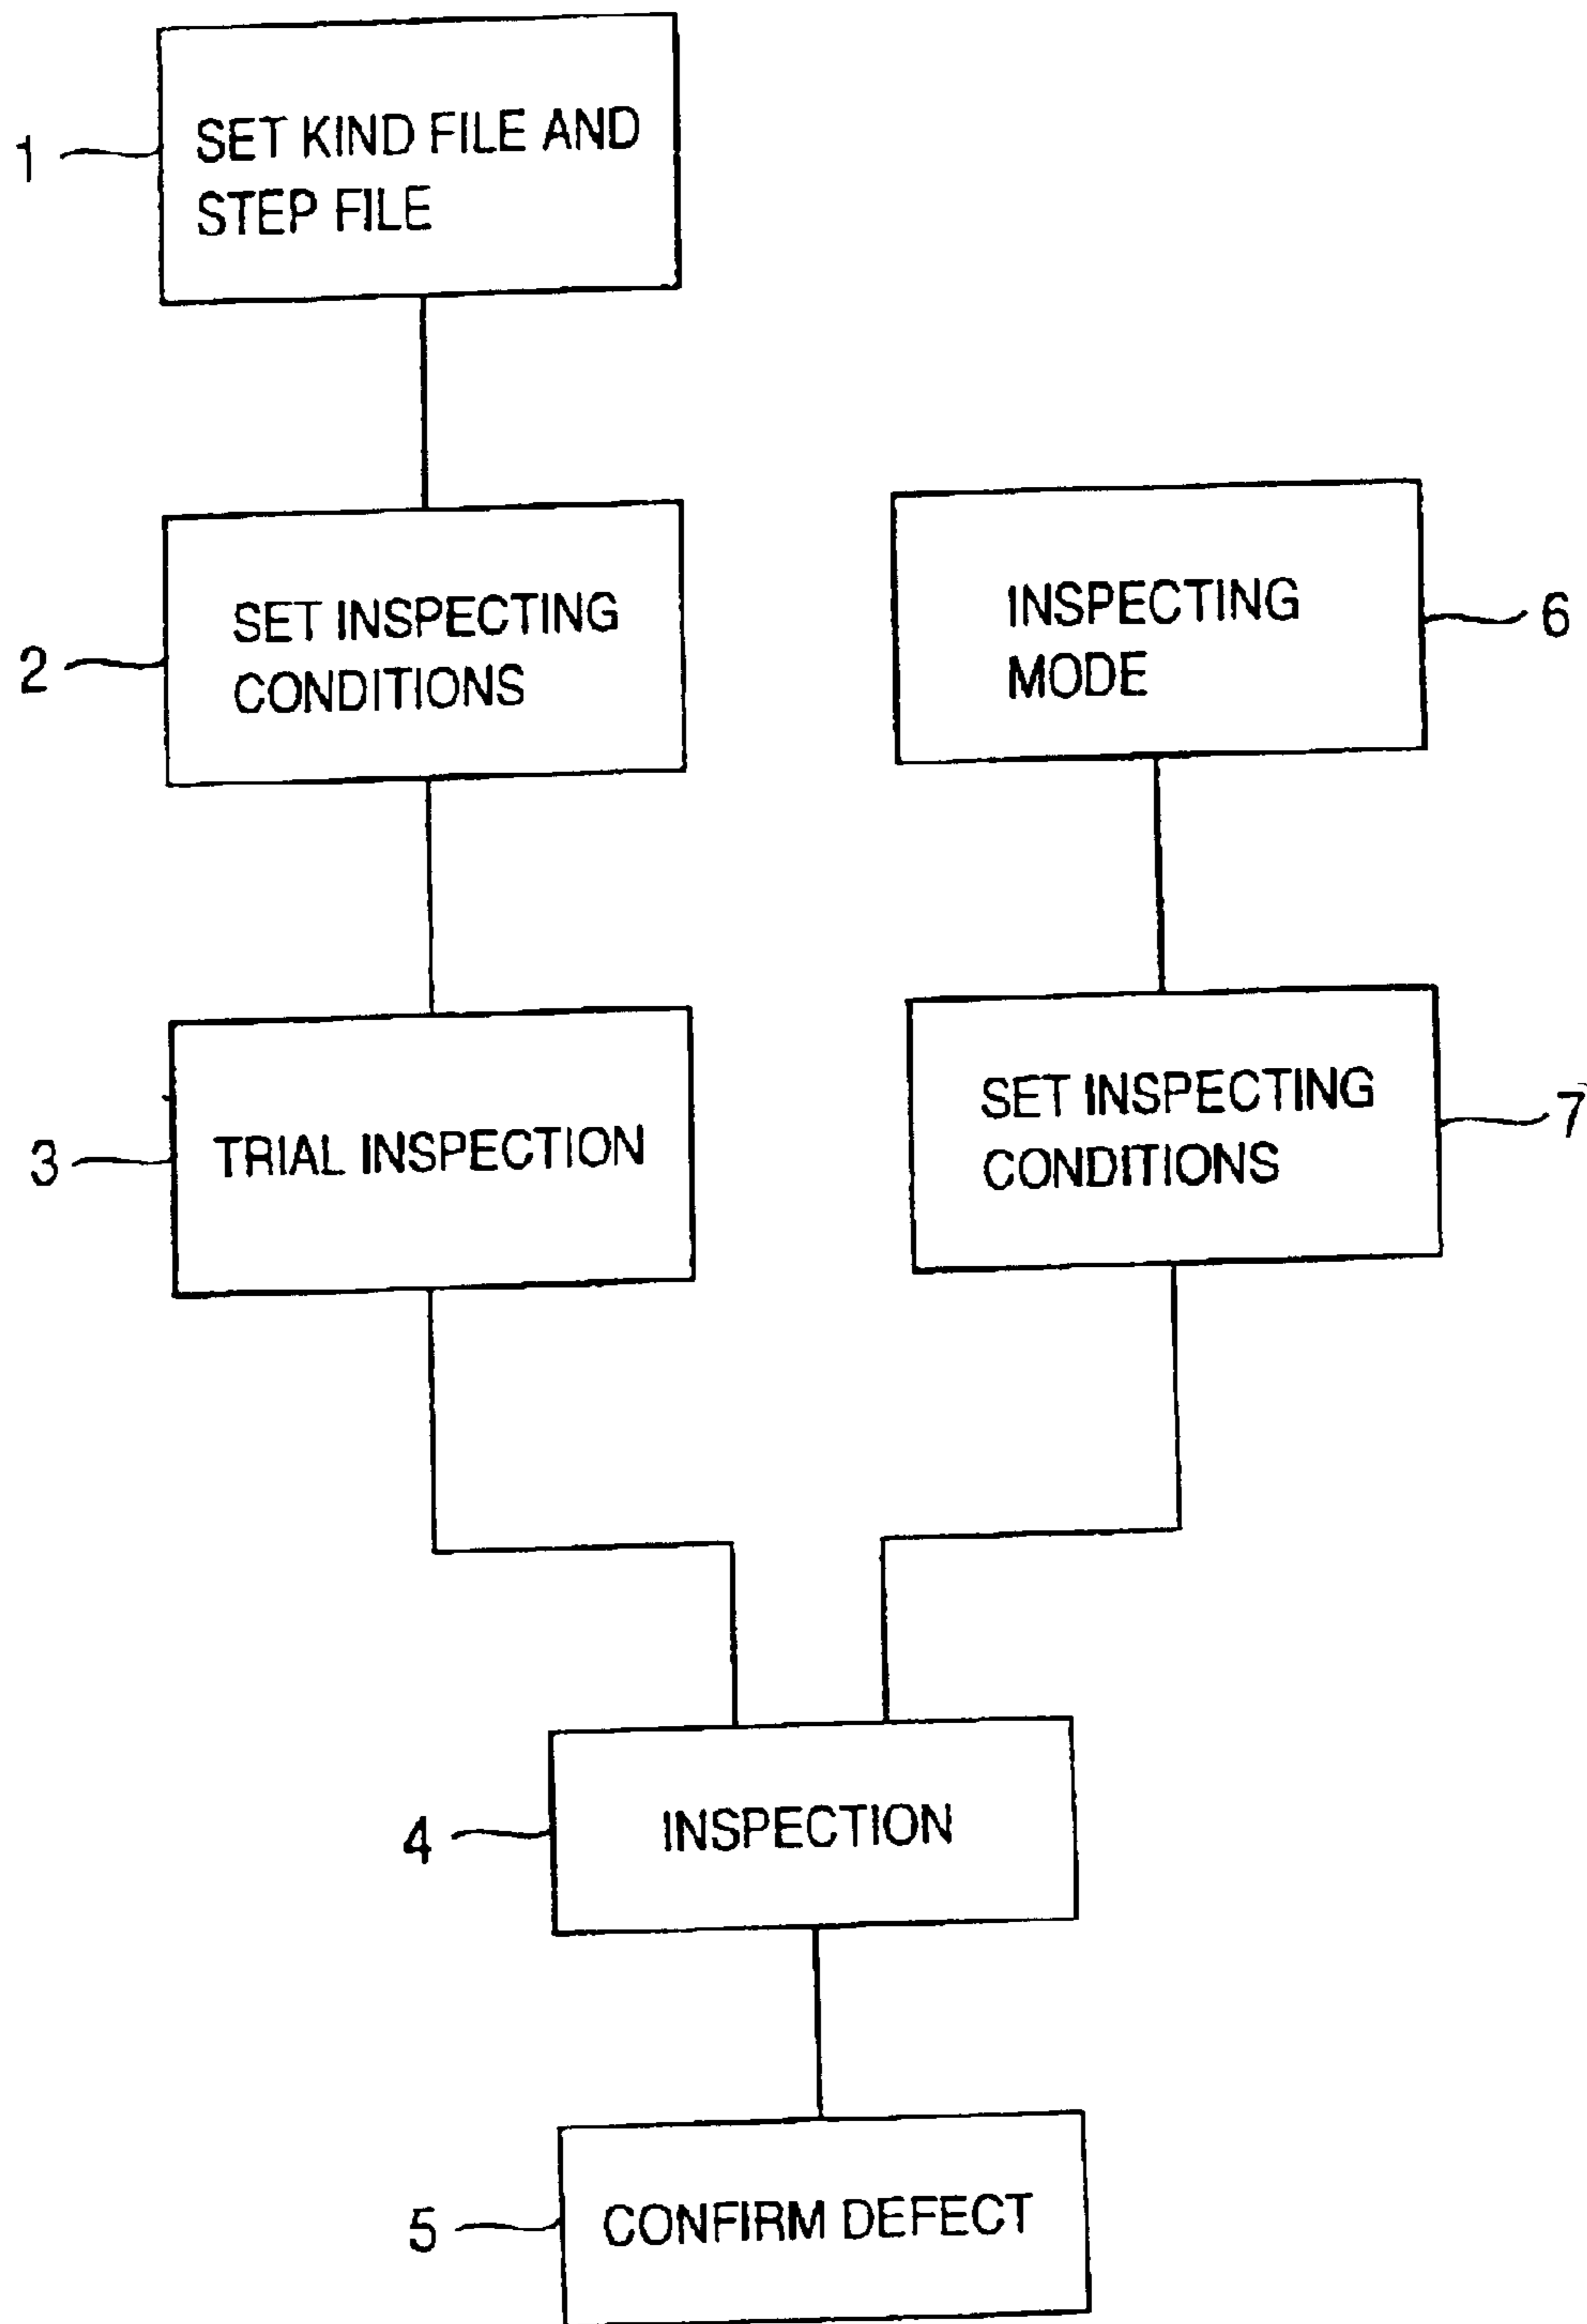 1
SET KIND FILE AND
STEP FILE
2
SET INSPECTING
CONDITIONS
INSPECTING
MODE
6
3
TRIAL INSPECTION
SET INSPECTING
CONDITIONS
7
4
INSPECTION
5
CONFIRM DEFECT